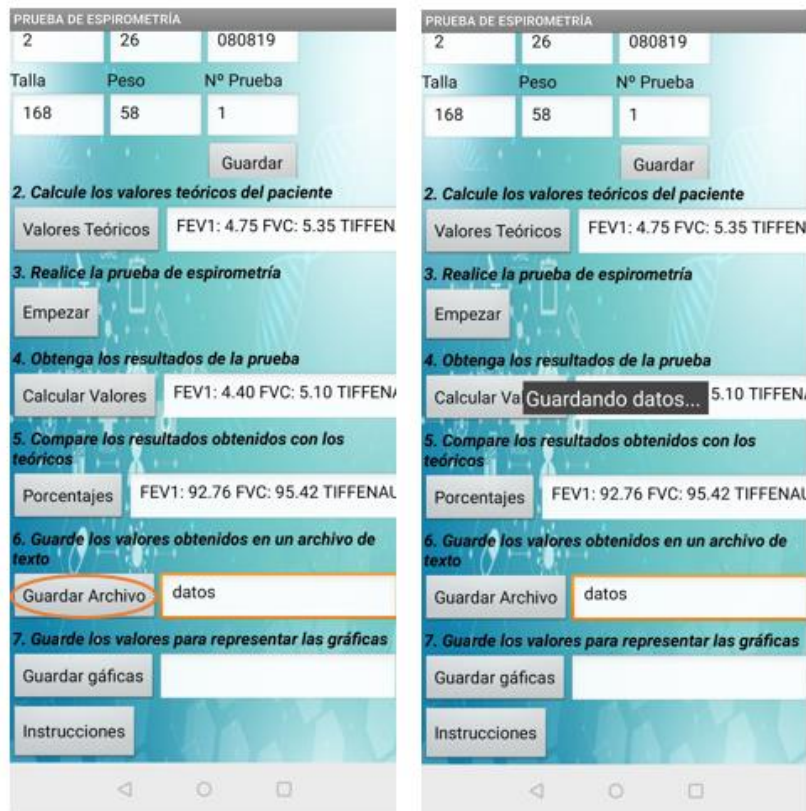 PRUEBA DE ESPIROMETRÍA
2 26 080819
Talla Peso Nº Prueba
168 58 1
Guardar
2. Calcule los valores teóricos del paciente
Valores Teóricos FEV1: 4.75 FVC: 5.35 TIFFEN
3. Realice la prueba de espirometría
Empezar
4. Obtenga los resultados de la prueba
Calcular Valores FEV1: 4.40 FVC: 5.10 TIFFENA
5. Compare los resultados obtenidos con los
teóricos
Porcentajes FEV1: 92.76 FVC: 95.42 TIFFENAU
6. Guarde los valores obtenidos en un archivo de
texto
Guardar Archivo datos
7. Guarde los valores para representar las gráficas
Guardar gáficas
Instrucciones
PRUEBA DE ESPIROMETRÍA
2 26 080819
Talla Peso Nº Prueba
168 58 1
Guardar
2. Calcule los valores teóricos del paciente
Valores Teóricos FEV1: 4.75 FVC: 5.35 TIFFEN
3. Realice la prueba de espirometría
Empezar
4. Obtenga los resultados de la prueba
Calcular Va Guardando datos... 5.10 TIFFENA
5. Compare los resultados obtenidos con los
teóricos
Porcentajes FEV1: 92.76 FVC: 95.42 TIFFENAU
6. Guarde los valores obtenidos en un archivo de
texto
Guardar Archivo datos
7. Guarde los valores para representar las gráficas
Guardar gáficas
Instrucciones